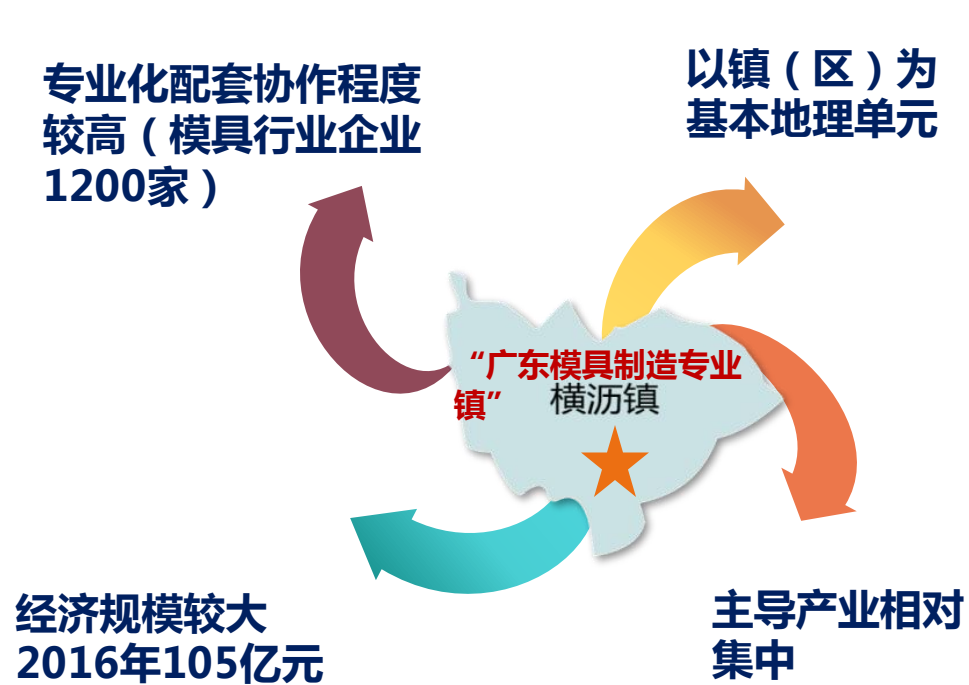 专业化配套协作程度
较高（模具行业企业
1200家）
以镇（区）为
基本地理单元
“广东模具制造专业
镇”
横沥镇
经济规模较大
2016年105亿元
主导产业相对
集中